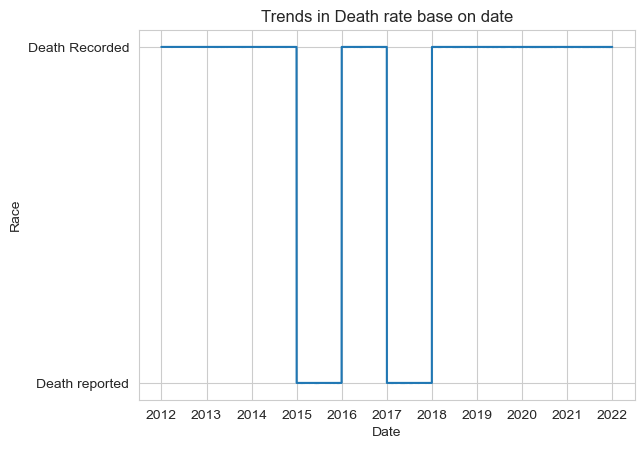 Trends in Death rate base on date
Death Recorded
Race
Death reported
2012 2013 2014 2015 2016 2017 2018 2019 2020 2021 2022
Date